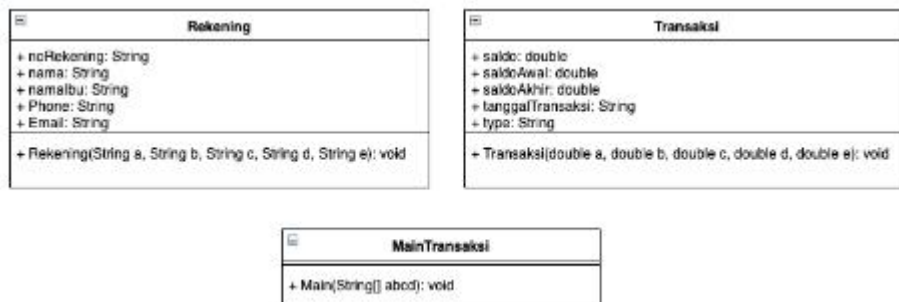 Rekening
+ noRekening: String
+ nama: String
+ namaIbu: String
+ Phone: String
+ Email: String
+ Rekening(String a, String b, String c, String d, String e): void
Transaksi
+ saldo: double
+ saldoAwal: double
+ saldoAkhir: double
+ tanggalTransaksi: String
+ type: String
+ Transaksi(double a, double b, double c, double d, double e): void
MainTransaksi
+ Main(String[] abcd): void